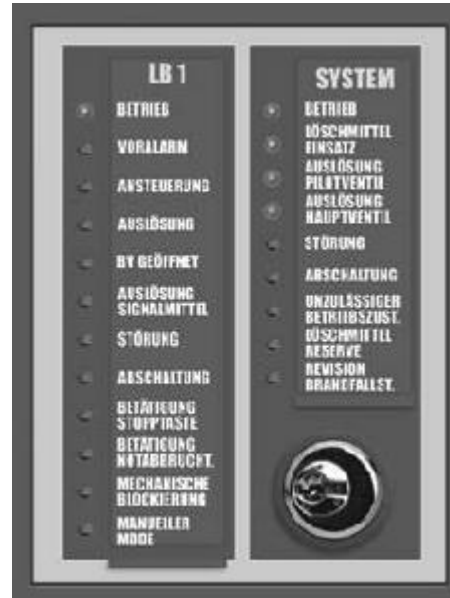 LB 1
BETRIEB
VORALARM
ANSTEUERUNG
AUSLÖSUNG
BV GEÖFFNET
AUSLÖSUNG
SIGNALMITTEL
STÖRUNG
ABSCHALTUNG
BETÄTIGUNG
STOPPTASTE
BETÄTIGUNG
NOTABBRUCHT.
MECHANISCHE
BLOCKIERUNG
MANUELLER
MODE
SYSTEM
BETRIEB
LÖSCHMITTEL
EINSATZ
AUSLÖSUNG
PILOTVENTIL
AUSLÖSUNG
HAUPTVENTIL
STÖRUNG
ABSCHALTUNG
UNZULÄSSIGER
BETRIEBSZUST.
LÖSCHMITTEL
RESERVE
REVISION
BRANDFALLST.